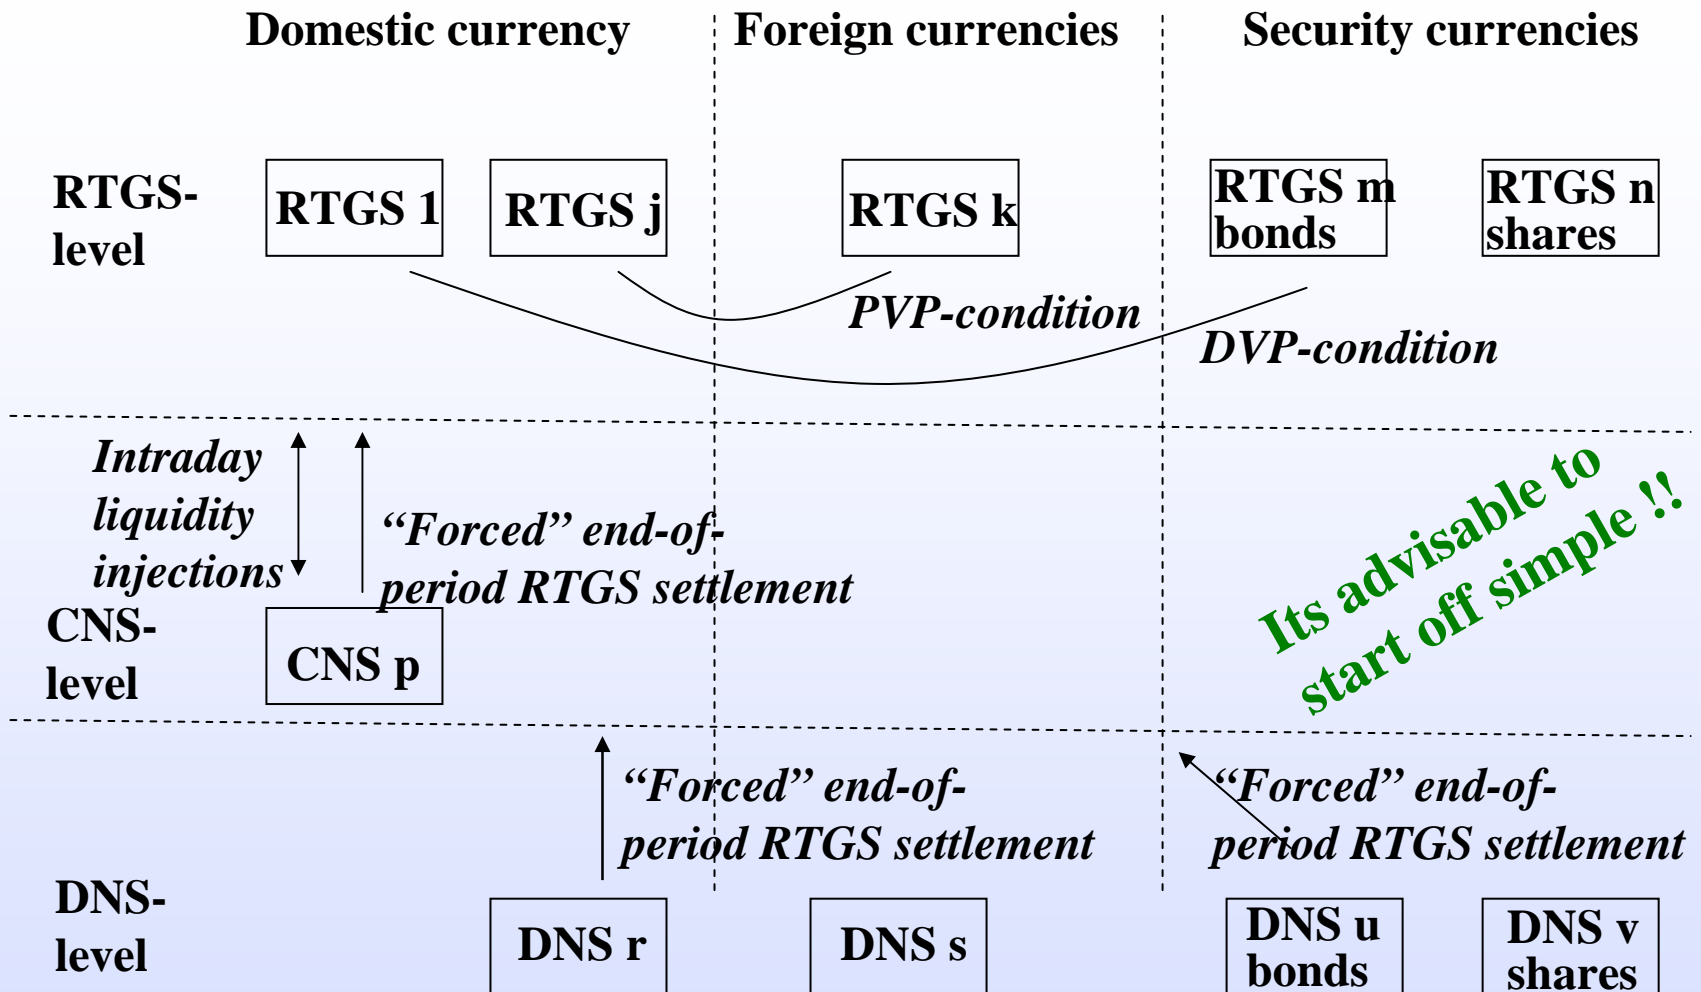 Domestic currency
Foreign currencies
Security currencies
RTGS-
level
RTGS 1
RTGS j
RTGS k
RTGS m
bonds
RTGS n
shares
PVP-condition
DVP-condition
Intraday
liquidity
injections
“Forced” end-of-
period RTGS settlement
Its advisable to
start off simple !!
CNS-
level
CNS p
“Forced” end-of-
period RTGS settlement
“Forced” end-of-
period RTGS settlement
DNS-
level
DNS r
DNS s
DNS u
bonds
DNS v
shares